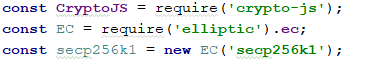 const CryptoJS = require('crypto-js');
const EC = require('elliptic').ec;
const secp256k1 = new EC('secp256k1');